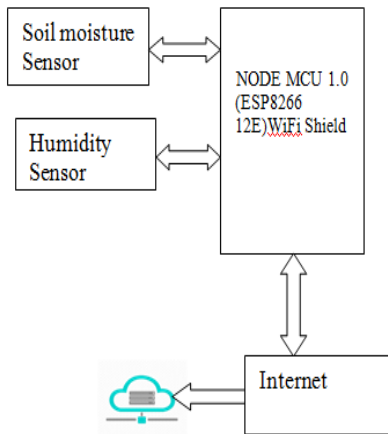 Soil moisture
Sensor
NODE MCU 1.0
(ESP8266
12E)WiFi Shield
Humidity
Sensor
Internet